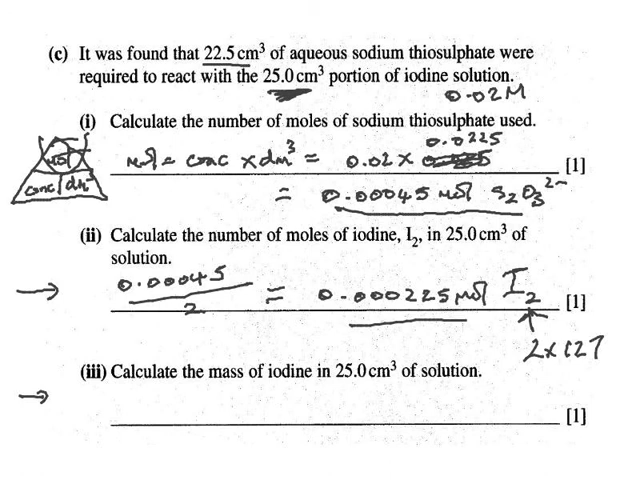 (c) It was found that 22.5 cm³ of aqueous sodium thiosulphate were
required to react with the 25.0 cm³ portion of iodine solution.
0.02M
(i) Calculate the number of moles of sodium thiosulphate used.
0.0225
mol = conc x dm³ = 0.02 x [1]
conc dm³
= 0.00045 mol S₂O₃²⁻
(ii) Calculate the number of moles of iodine, I₂, in 25.0 cm³ of
solution.
→ 0.00045/2 = 0.000225 mol I₂ [1]
2x127
(iii) Calculate the mass of iodine in 25.0 cm³ of solution.
→ [1]